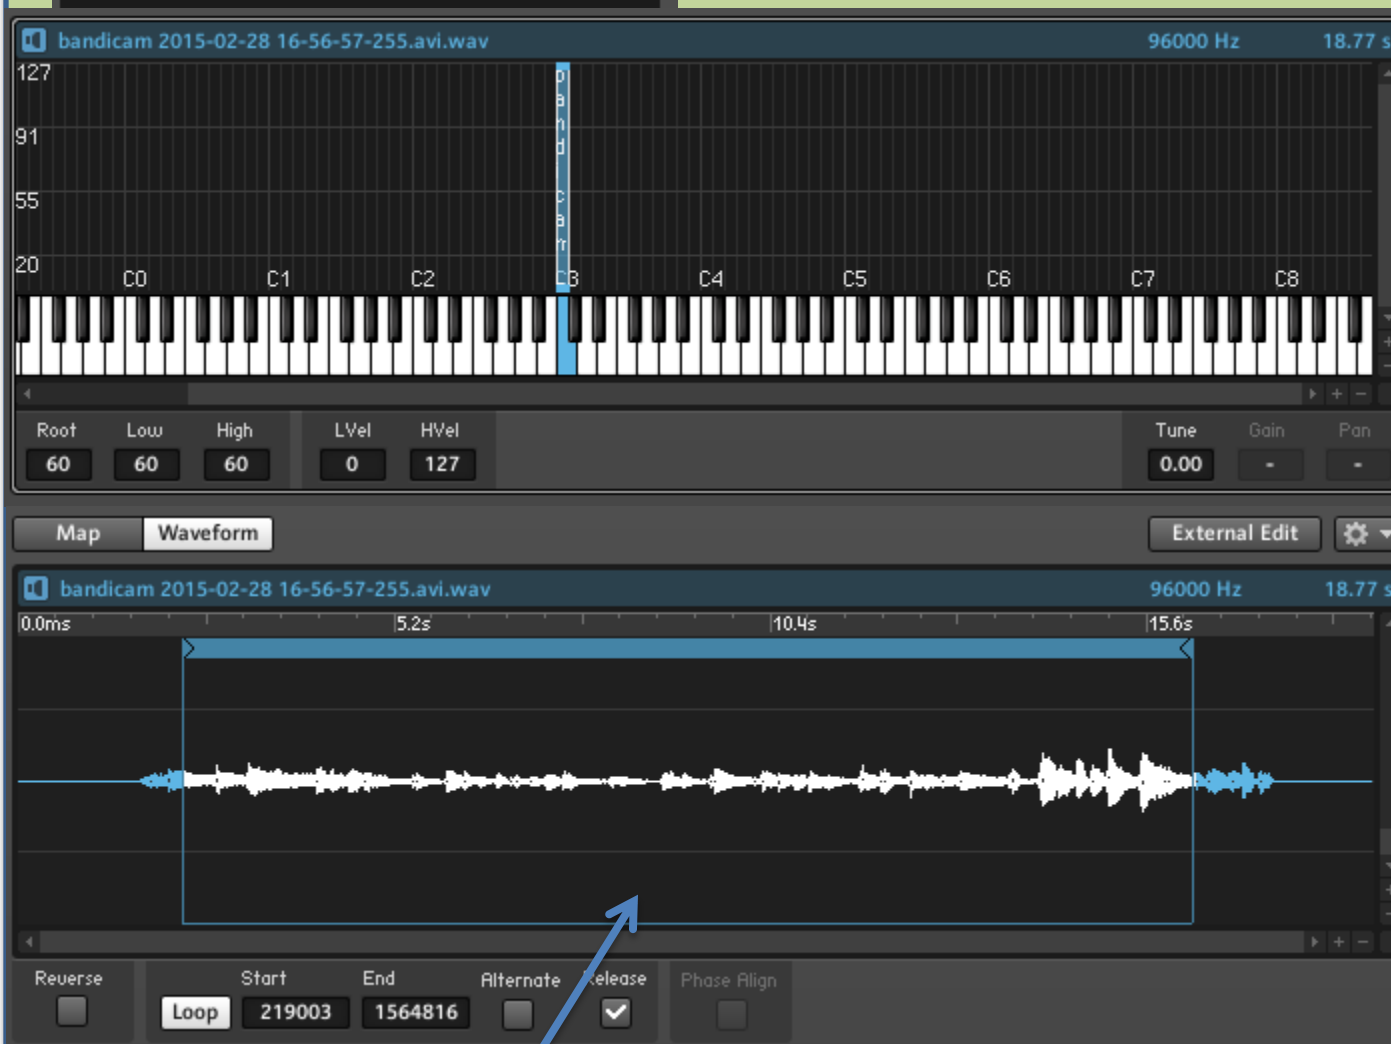 bandicam 2015-02-28 16-56-57-255.avi.wav 96000 Hz 18.77 s
127
91
55
20
C0 C1 C2 C3 C4 C5 C6 C7 C8
Root Low High LVel HVel Tune Gain Pan
60 60 60 0 127 0.00 - -
Map Waveform External Edit
bandicam 2015-02-28 16-56-57-255.avi.wav 96000 Hz 18.77 s
0.0ms 5.2s 10.4s 15.6s
Reverse Start End Alternate Release Phase Align
Loop 219003 1564816